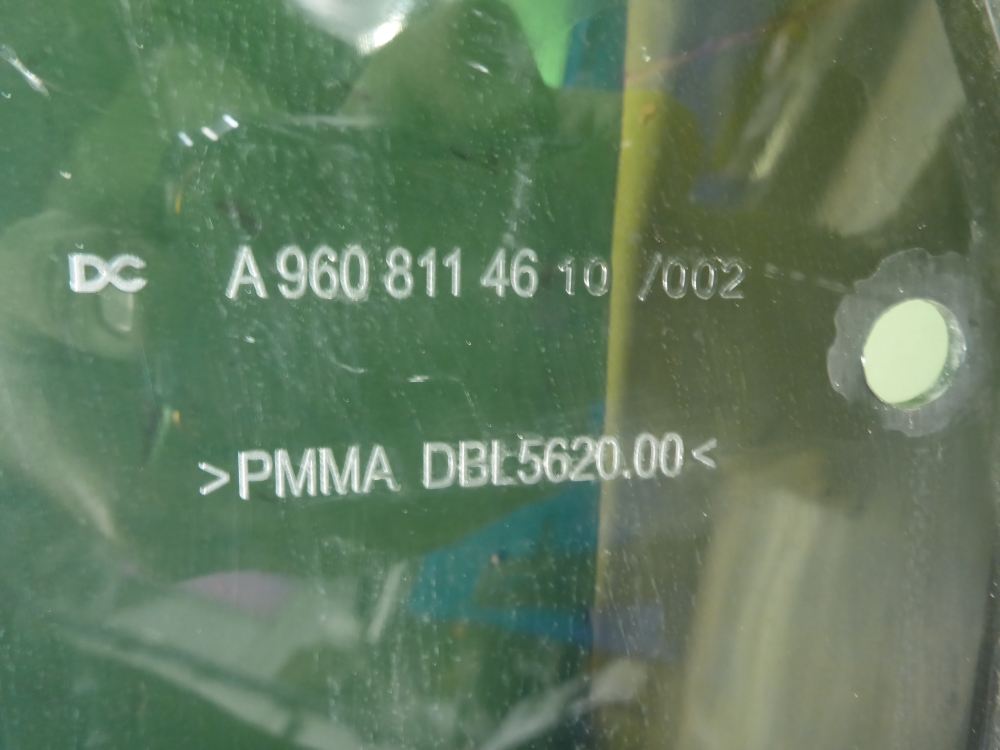 DC A 960 811 46 10 /002
>PMMA DBL5620.00<